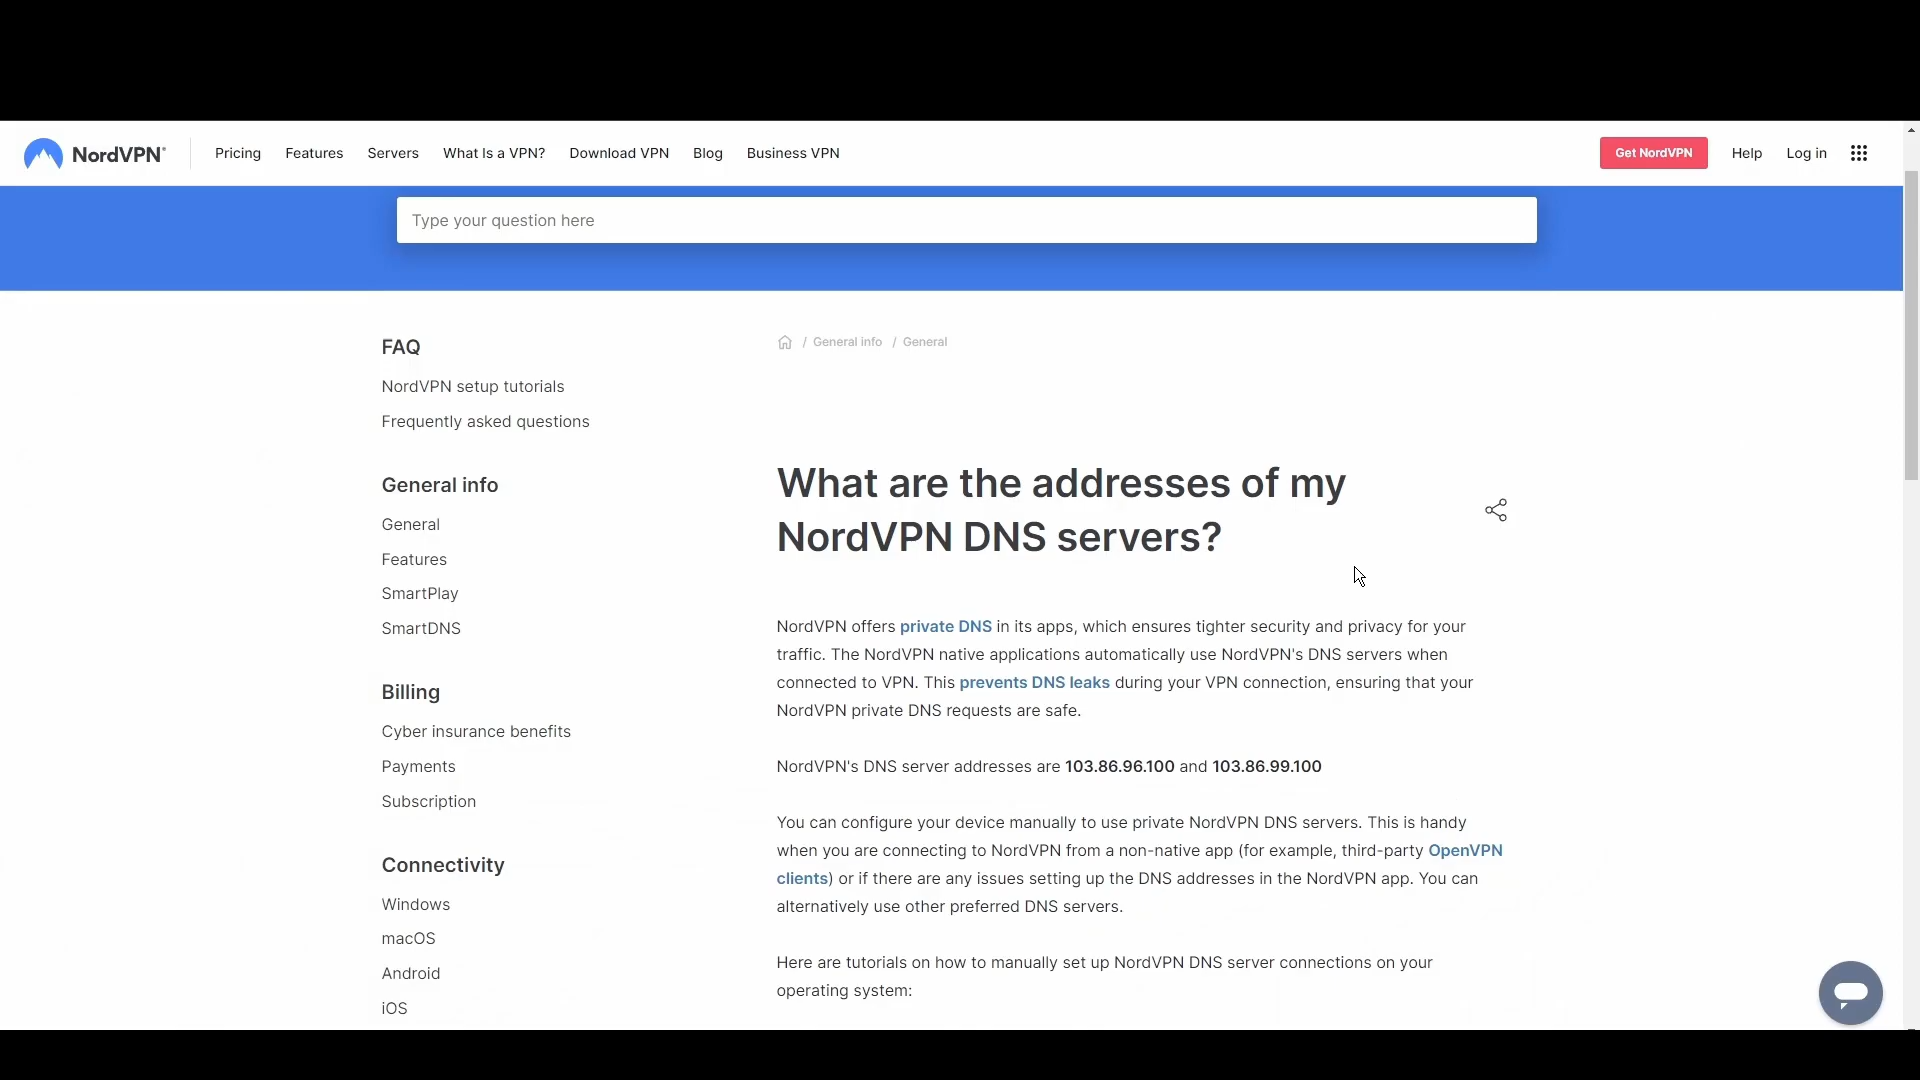 NordVPN®
Pricing
Features
Servers
What Is a VPN?
Download VPN
Blog
Business VPN
Get NordVPN
Help
Log in
Type your question here
FAQ
NordVPN setup tutorials
Frequently asked questions
General info
General
Features
SmartPlay
SmartDNS
Billing
Cyber insurance benefits
Payments
Subscription
Connectivity
Windows
macOS
Android
iOS
/ General info / General
What are the addresses of my
NordVPN DNS servers?
NordVPN offers private DNS in its apps, which ensures tighter security and privacy for your
traffic. The NordVPN native applications automatically use NordVPN's DNS servers when
connected to VPN. This prevents DNS leaks during your VPN connection, ensuring that your
NordVPN private DNS requests are safe.
NordVPN's DNS server addresses are 103.86.96.100 and 103.86.99.100
You can configure your device manually to use private NordVPN DNS servers. This is handy
when you are connecting to NordVPN from a non-native app (for example, third-party OpenVPN
clients) or if there are any issues setting up the DNS addresses in the NordVPN app. You can
alternatively use other preferred DNS servers.
Here are tutorials on how to manually set up NordVPN DNS server connections on your
operating system: